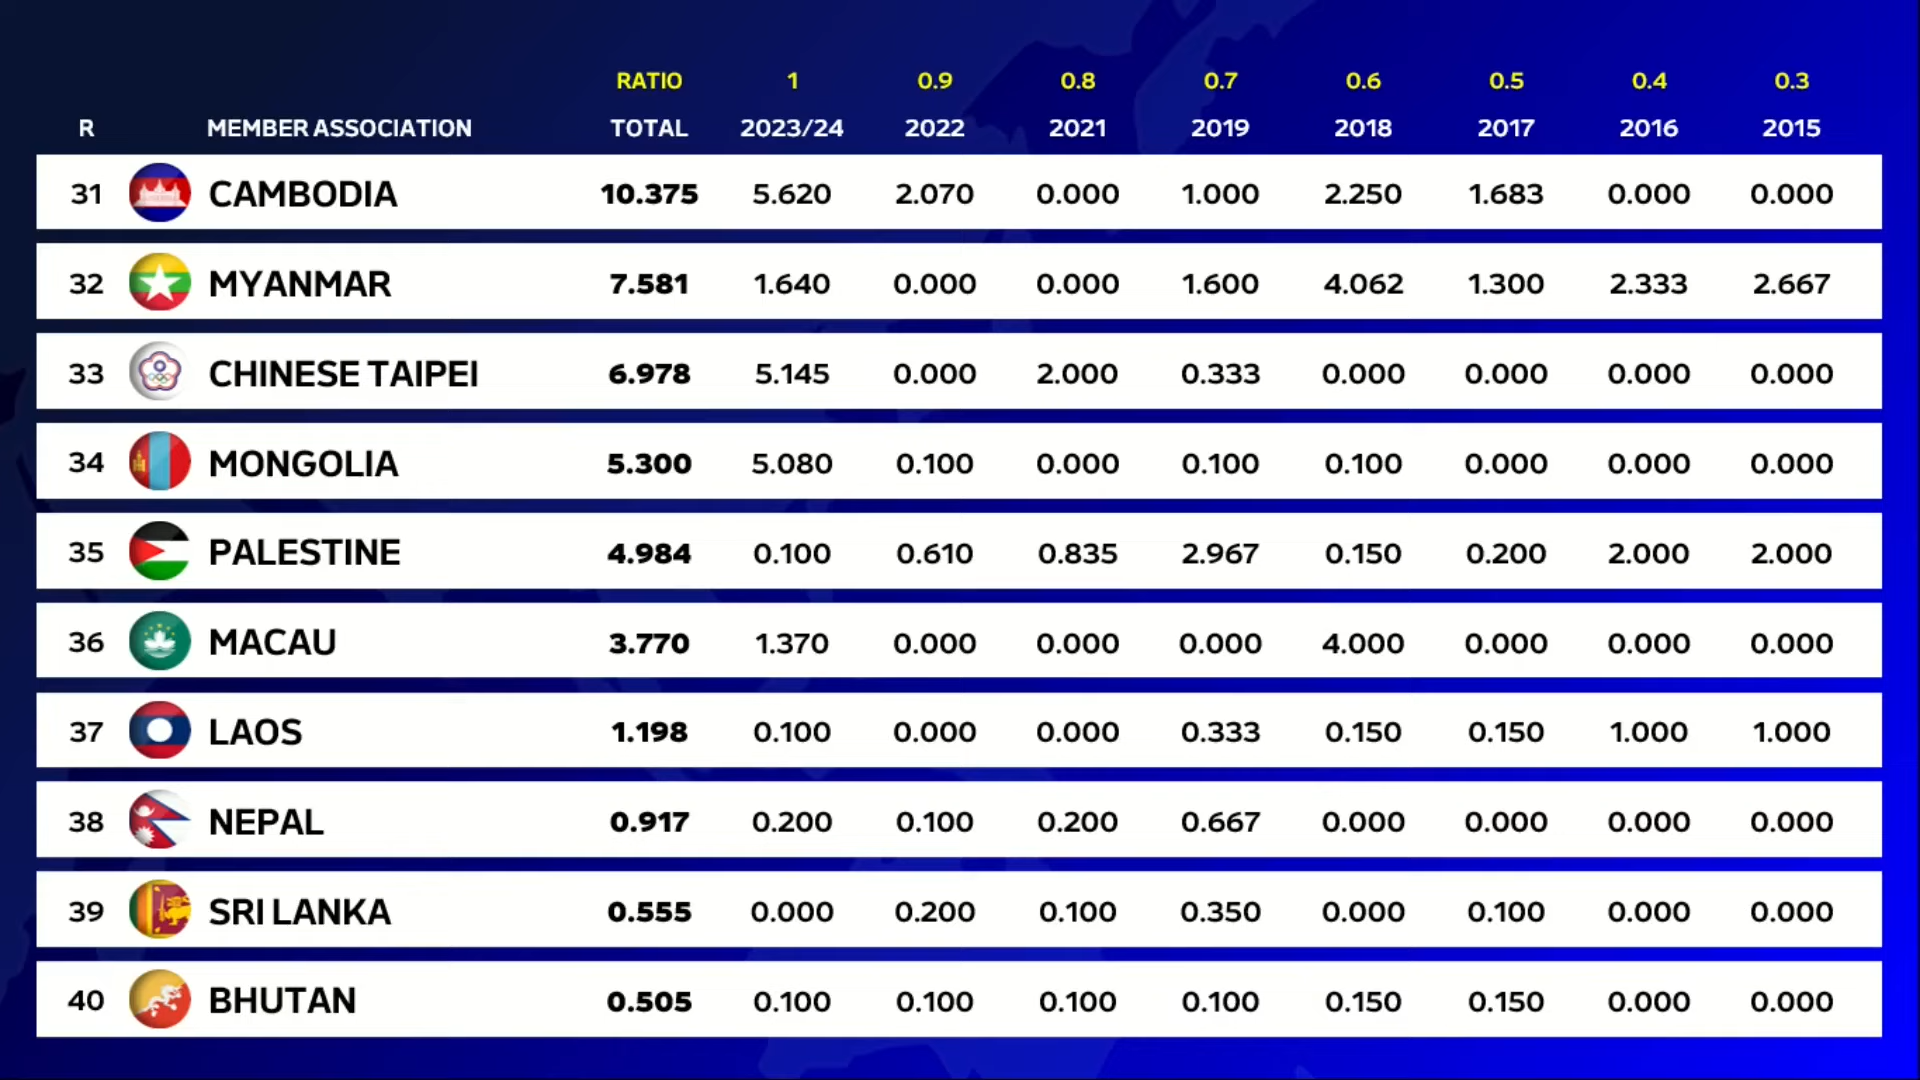 RATIO 1 0.9 0.8 0.7 0.6 0.5 0.4 0.3
R MEMBER ASSOCIATION TOTAL 2023/24 2022 2021 2019 2018 2017 2016 2015
31 CAMBODIA 10.375 5.620 2.070 0.000 1.000 2.250 1.683 0.000 0.000
32 MYANMAR 7.581 1.640 0.000 0.000 1.600 4.062 1.300 2.333 2.667
33 CHINESE TAIPEI 6.978 5.145 0.000 2.000 0.333 0.000 0.000 0.000 0.000
34 MONGOLIA 5.300 5.080 0.100 0.000 0.100 0.100 0.000 0.000 0.000
35 PALESTINE 4.984 0.100 0.610 0.835 2.967 0.150 0.200 2.000 2.000
36 MACAU 3.770 1.370 0.000 0.000 0.000 4.000 0.000 0.000 0.000
37 LAOS 1.198 0.100 0.000 0.000 0.333 0.150 0.150 1.000 1.000
38 NEPAL 0.917 0.200 0.100 0.200 0.667 0.000 0.000 0.000 0.000
39 SRI LANKA 0.555 0.000 0.200 0.100 0.350 0.000 0.100 0.000 0.000
40 BHUTAN 0.505 0.100 0.100 0.100 0.100 0.150 0.150 0.000 0.000